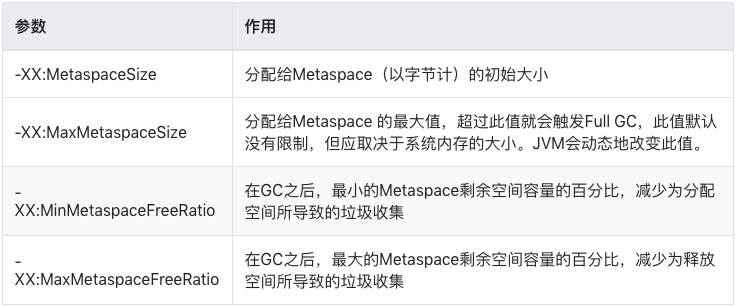 参数 作用
-XX:MetaspaceSize 分配给Metaspace（以字节计）的初始大小
-XX:MaxMetaspaceSize
分配给Metaspace 的最大值，超过此值就会触发Full GC，此值默认
没有限制，但应取决于系统内存的大小。JVM会动态地改变此值。
-
XX:MinMetaspaceFreeRatio
在GC之后，最小的Metaspace剩余空间容量的百分比，减少为分配
空间所导致的垃圾收集
-
XX:MaxMetaspaceFreeRatio
在GC之后，最大的Metaspace剩余空间容量的百分比，减少为释放
空间所导致的垃圾收集